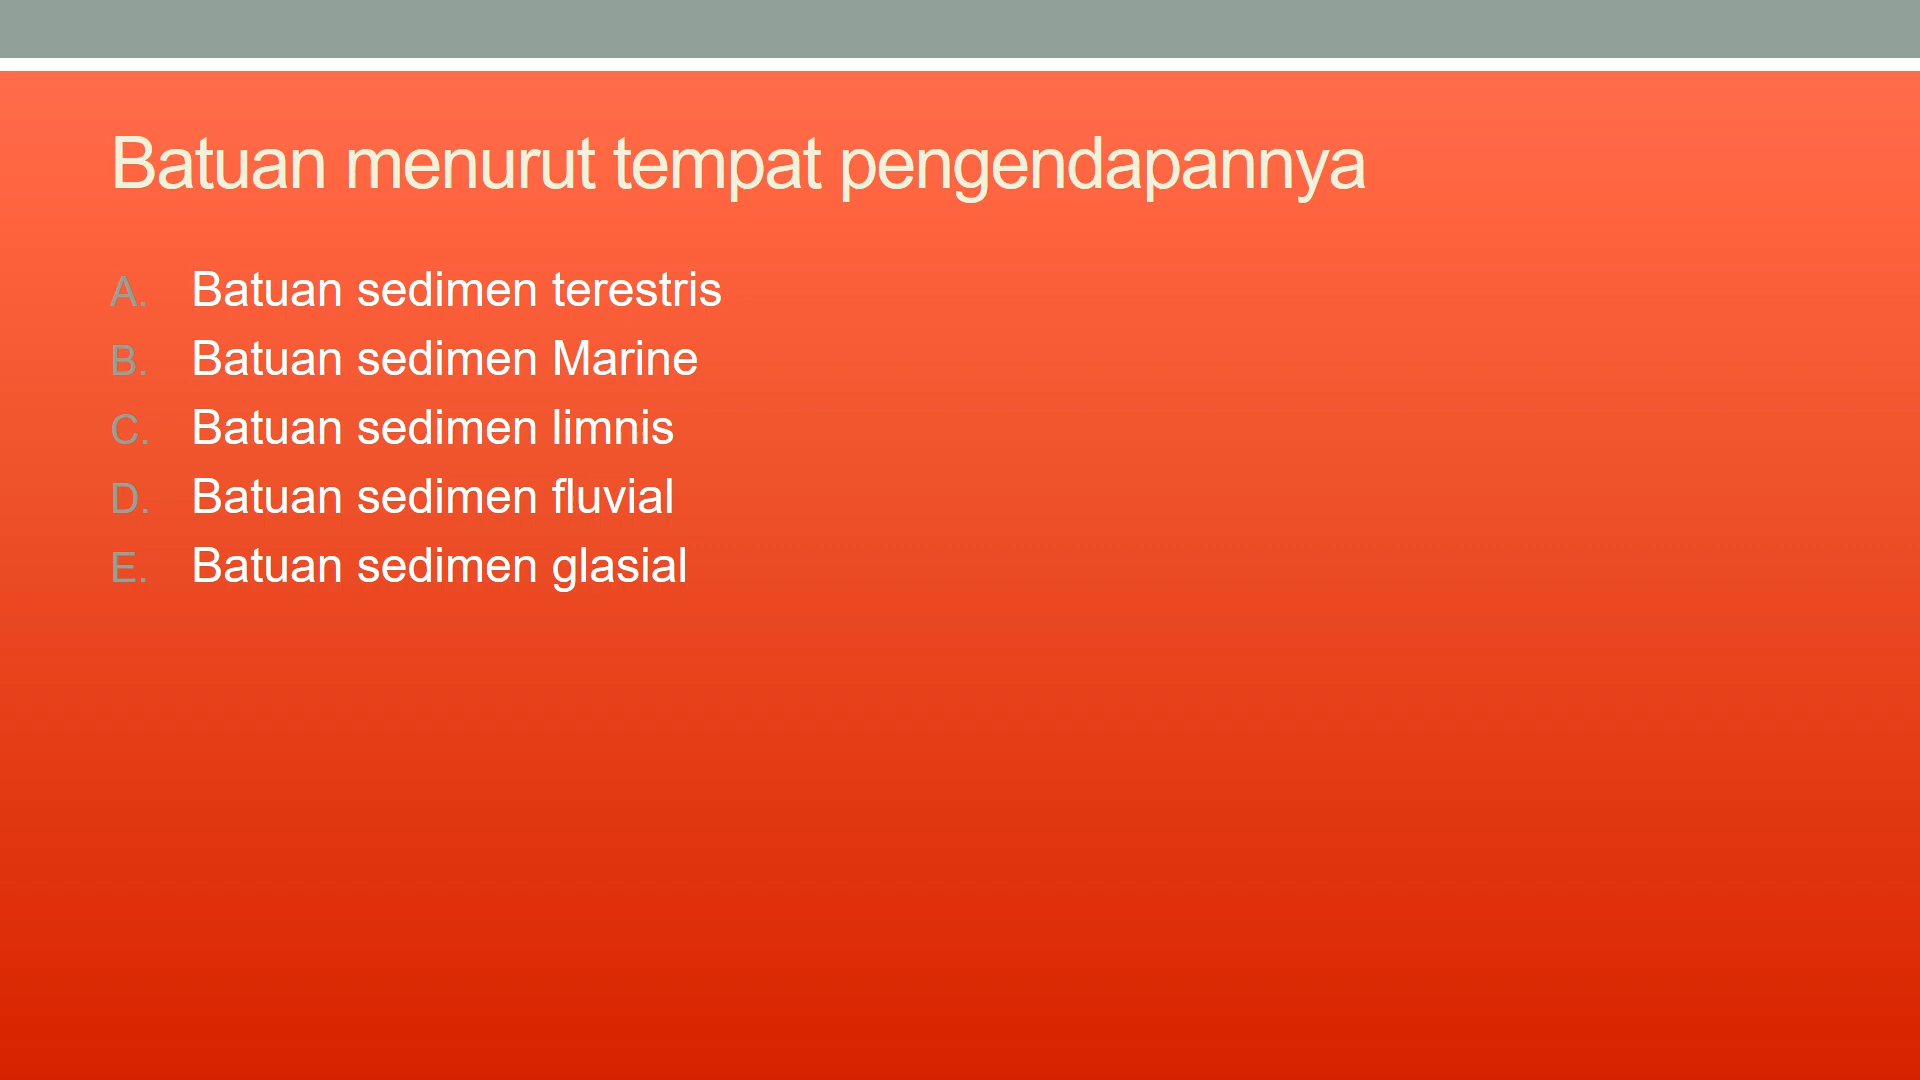 Batuan menurut tempat pengendapannya
A. Batuan sedimen terestris
B. Batuan sedimen Marine
C. Batuan sedimen limnis
D. Batuan sedimen fluvial
E. Batuan sedimen glasial